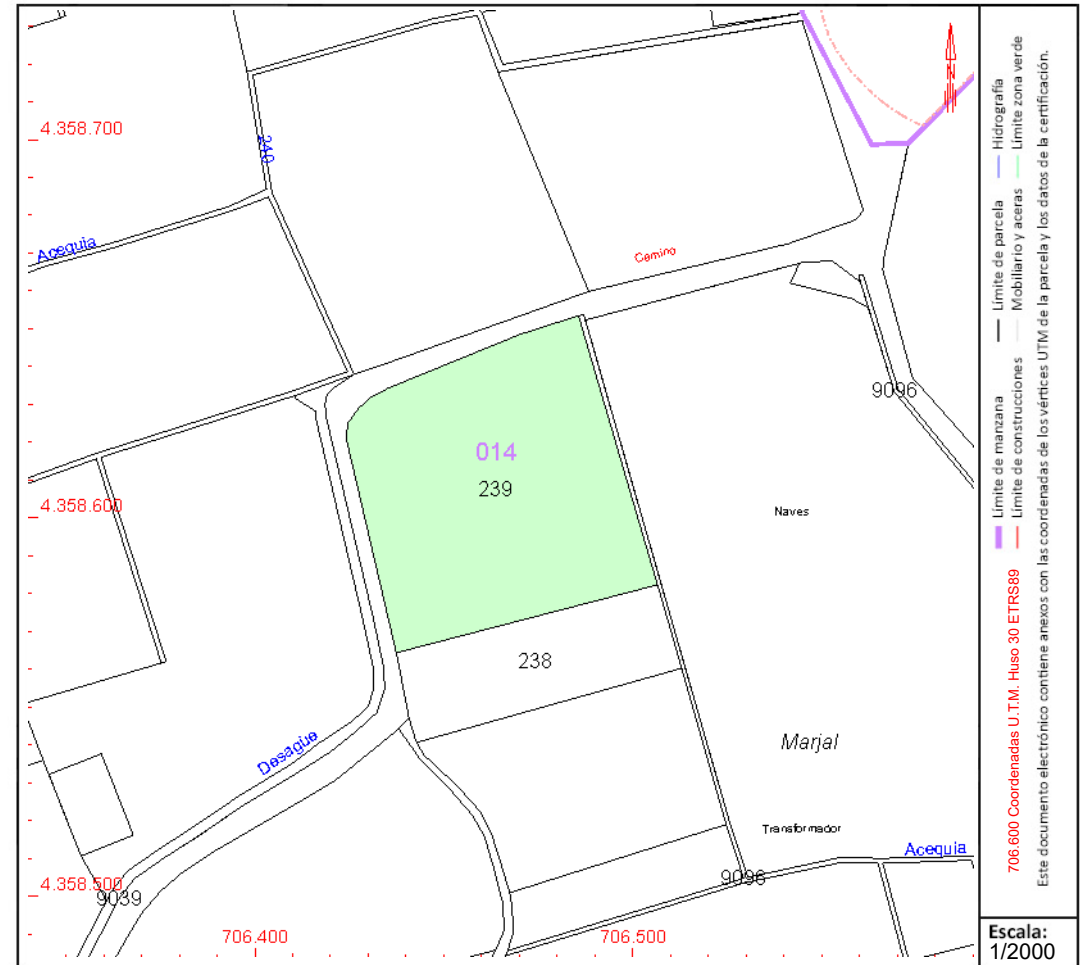 4.358.700
240
Acequia
Camino
9096
014
4.358.600
239
Naves
238
Desagüe
Marjal
Transformador
Acequia
4.358.500
9039
9096
706.400
706.500
Límite de manzana
Límite de parcela
Hidrografía
Límite de construcciones
Mobiliario y aceras
Límite zona verde
706.600 Coordenadas U.T.M. Huso 30 ETRS89
Este documento electrónico contiene anexos con las coordenadas de los vértices UTM de la parcela y los datos de la certificación.
N
Escala:
1/2000